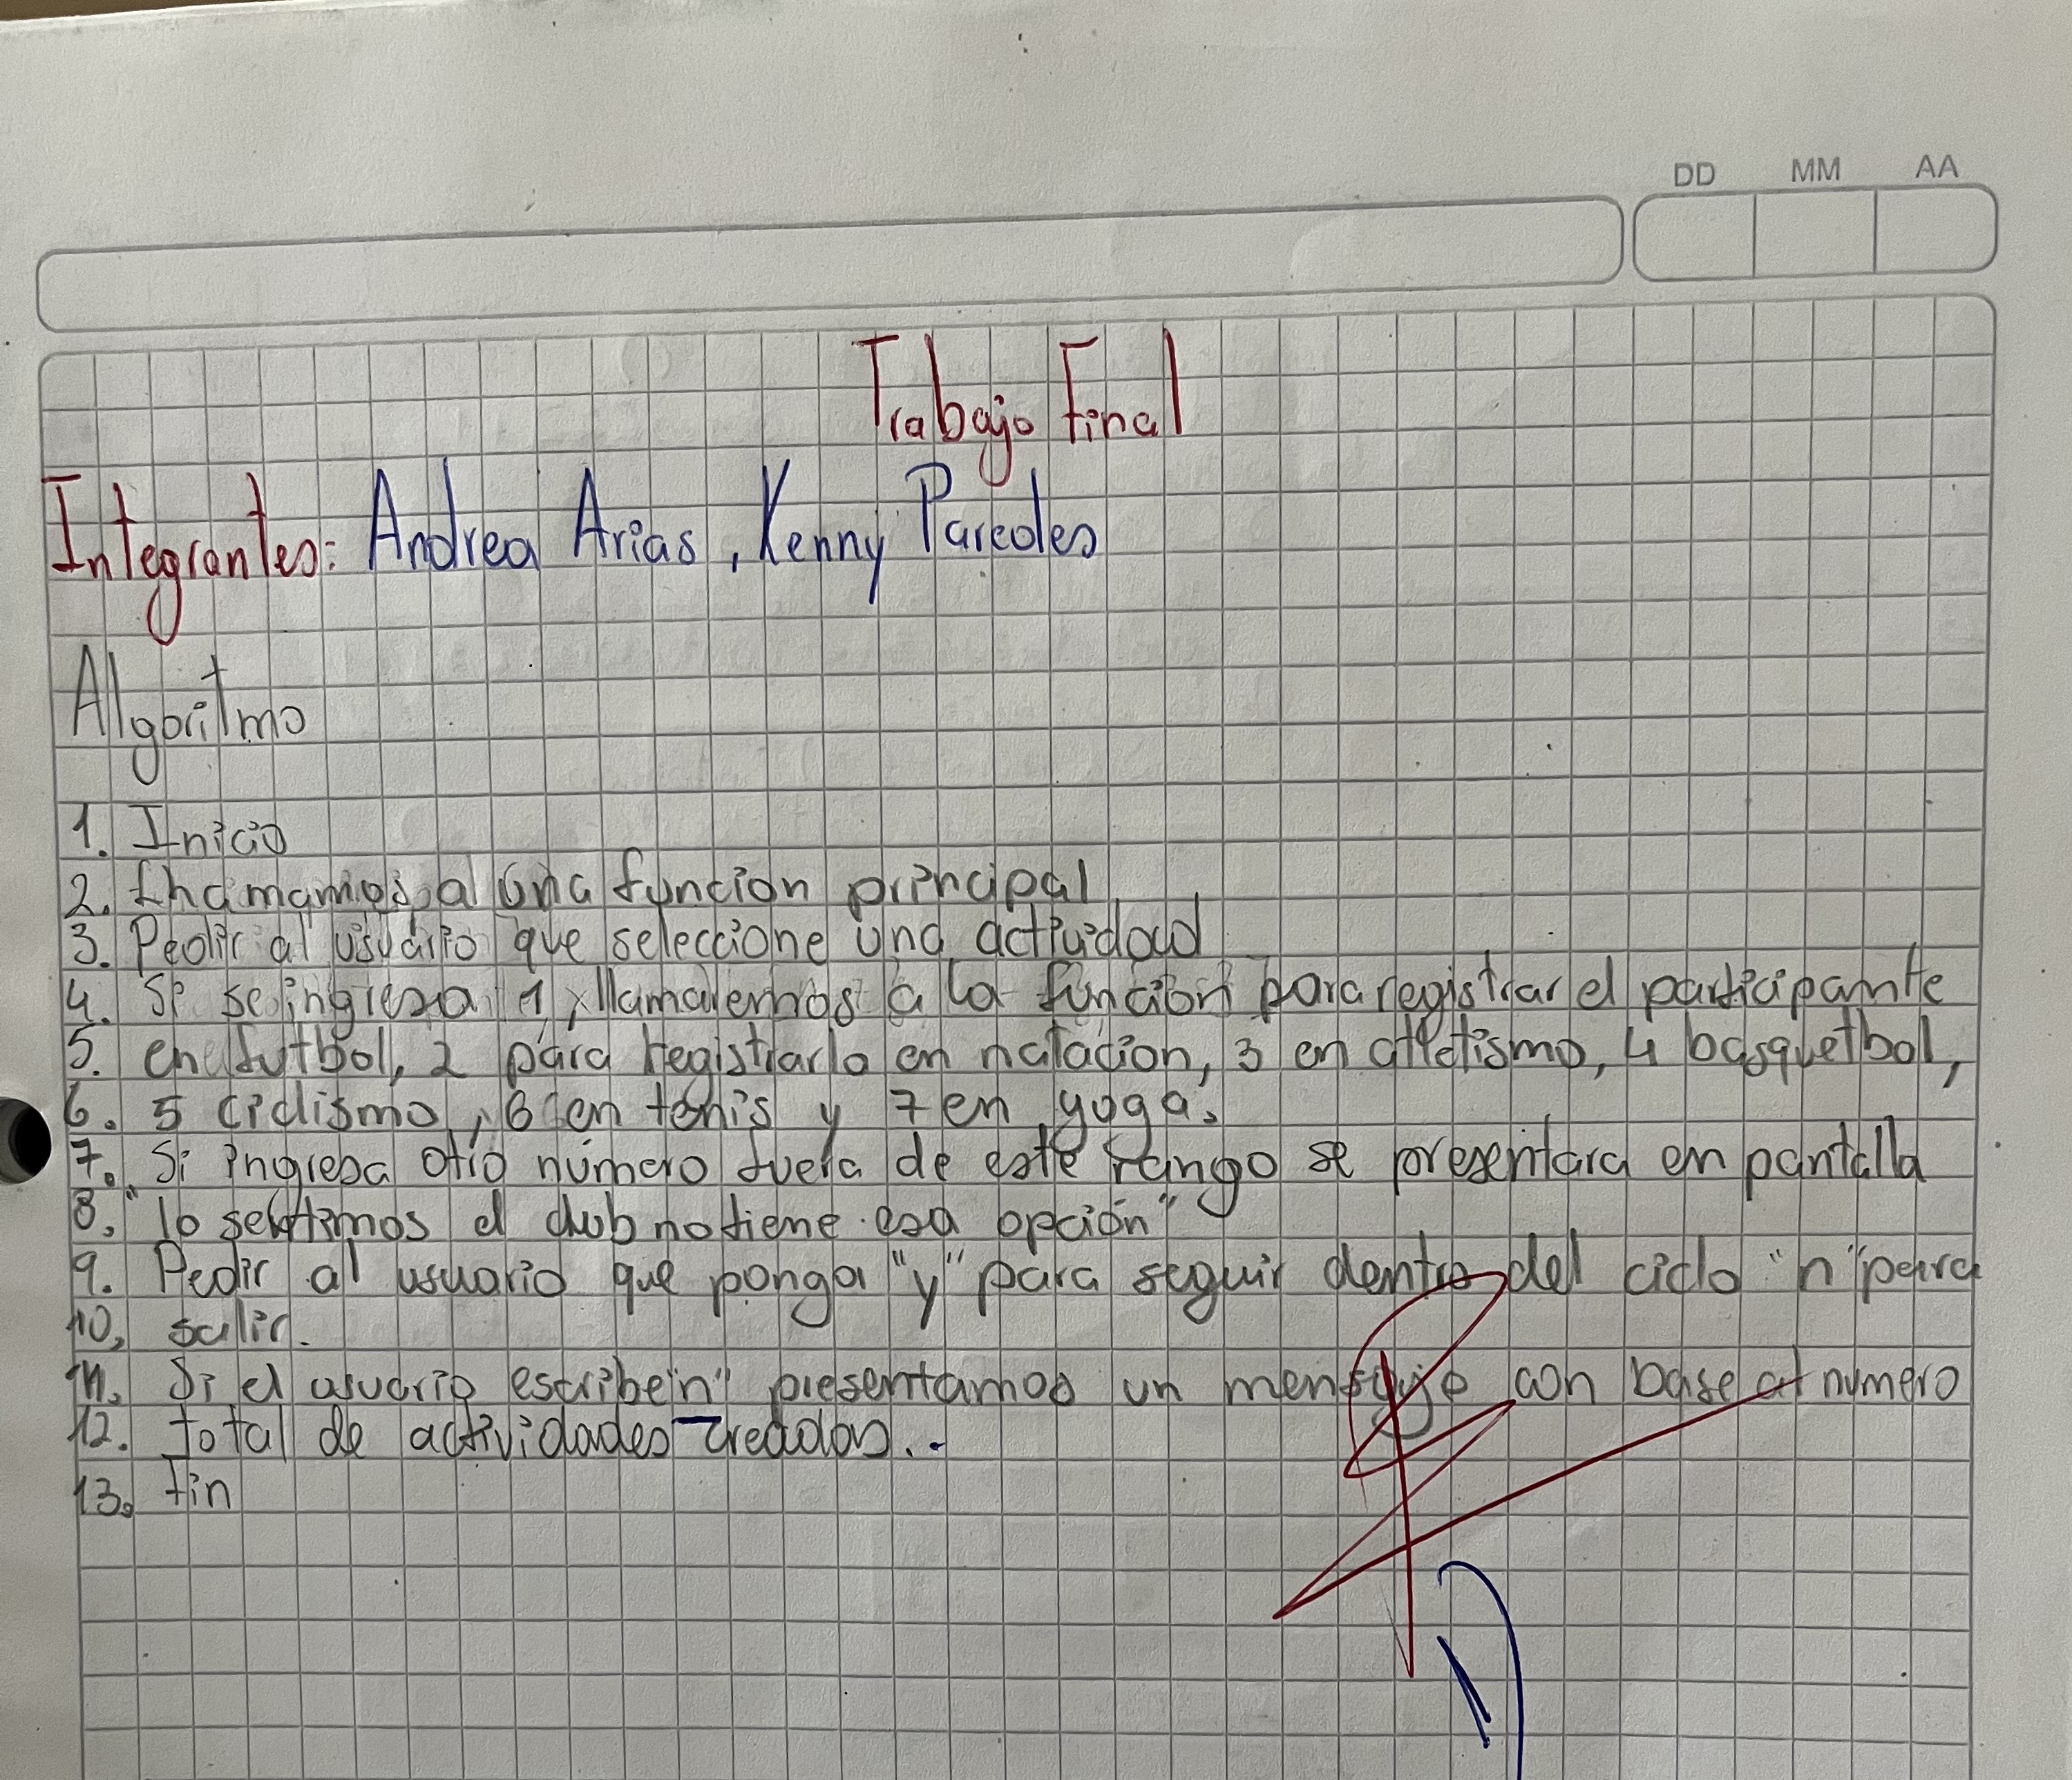 DD MM AA
Trabajo Final
Integrantes: Andrea Arias, Kenny Paredes
Algoritmo
1. Inicio
2. a una funcion principal
3. Pedir al usuario que seleccione una actividad
4. Si se ingresa 1, llamaremos a la función para registrar el participante
5. en futbol, 2 para registrarlo en natacion, 3 en atletismo, 4 basquetbol,
6. 5 ciclismo, 6 en tenis y 7 en yoga.
7. Si ingresa otro número fuera de este rango se presentara en pantalla
8. "lo sentimos el club no tiene esa opción"
9. Pedir al usuario que ponga "y" para seguir dentro del ciclo "n" para
10. salir.
11. Si el usuario escribe "n" presentamos un mensaje con base al numero
12. total de actividades creadas.
13. Fin